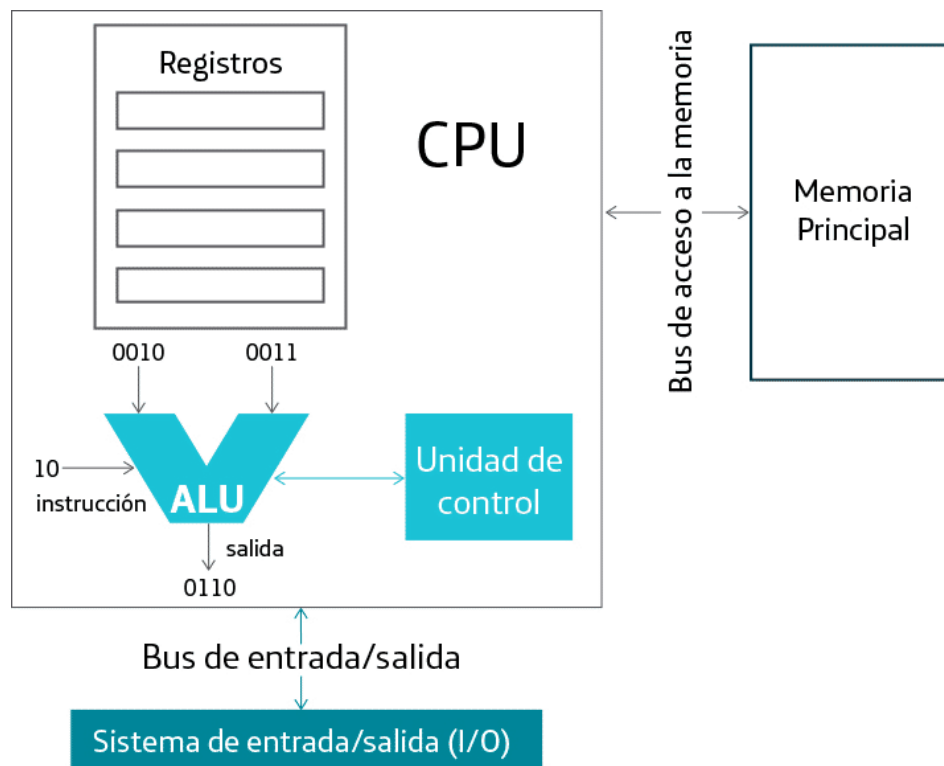 Registros
CPU
0010
0011
10
instrucción
ALU
salida
0110
Unidad de
control
Bus de acceso a la memoria
Memoria
Principal
Bus de entrada/salida
Sistema de entrada/salida (I/O)